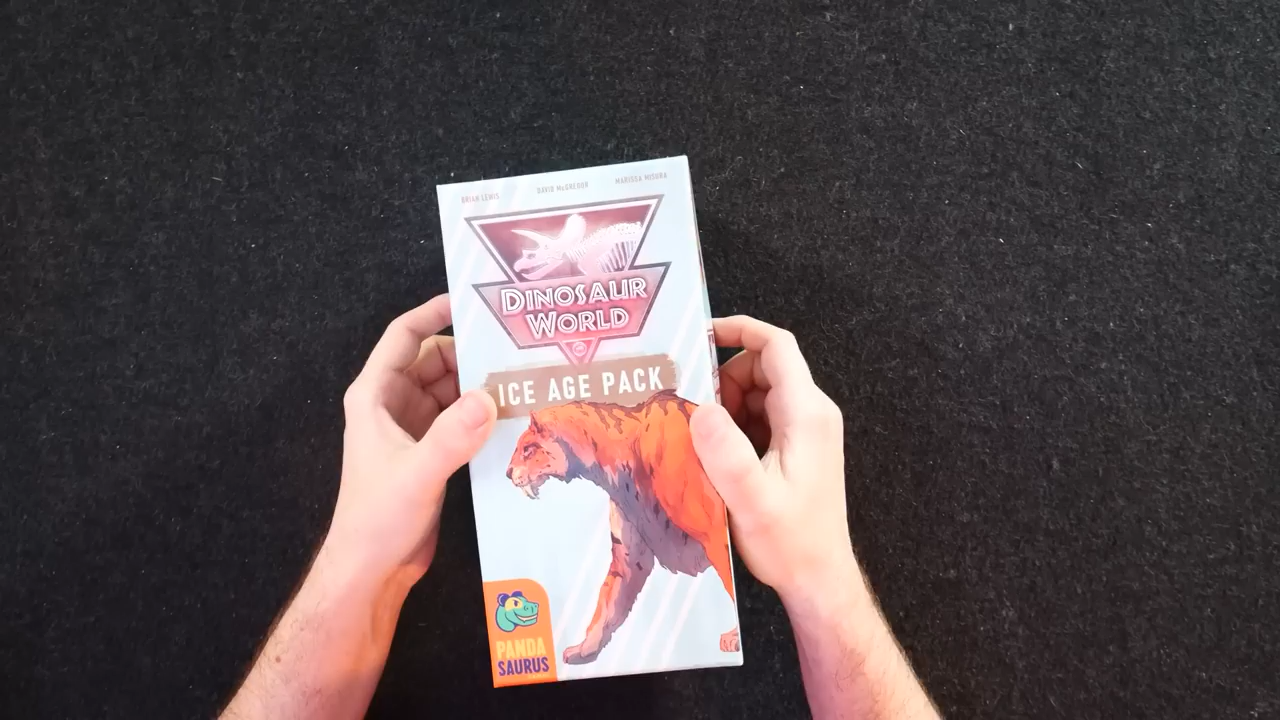 BRIAN LEWIS
DAVID McGREGOR
MARISSA MISURA
DINOSAUR
WORLD
ICE AGE PACK
PANDA
SAURUS